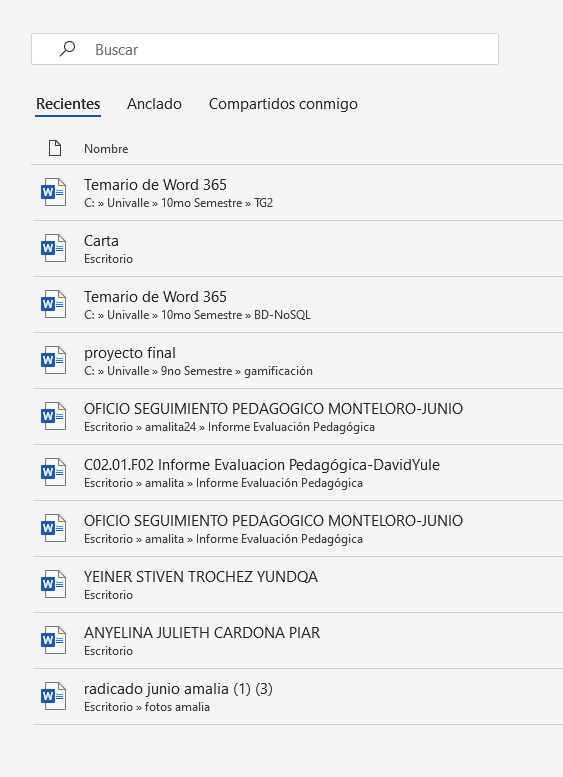 Buscar
Recientes Anclado Compartidos conmigo
Nombre
Temario de Word 365
C: » Univalle » 10mo Semestre » TG2
Carta
Escritorio
Temario de Word 365
C: » Univalle » 10mo Semestre » BD-NoSQL
proyecto final
C: » Univalle » 9no Semestre » gamificación
OFICIO SEGUIMIENTO PEDAGOGICO MONTELORO-JUNIO
Escritorio » amalita24 » Informe Evaluación Pedagógica
C02.01.F02 Informe Evaluacion Pedagógica-DavidYule
Escritorio » amalita » Informe Evaluación Pedagógica
OFICIO SEGUIMIENTO PEDAGOGICO MONTELORO-JUNIO
Escritorio » amalita » Informe Evaluación Pedagógica
YEINER STIVEN TROCHEZ YUNDQA
Escritorio
ANYELINA JULIETH CARDONA PIAR
Escritorio
radicado junio amalia (1) (3)
Escritorio » fotos amalia